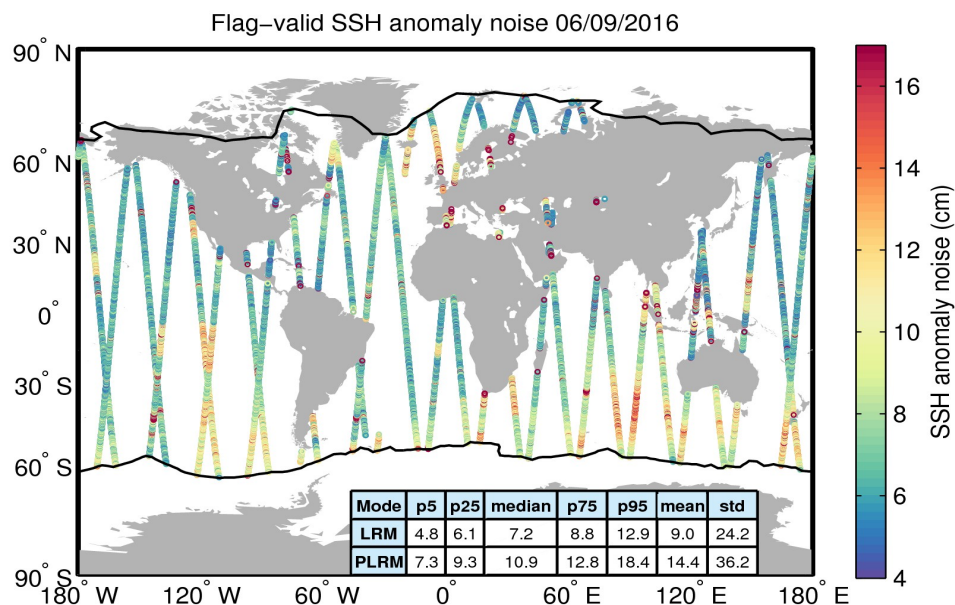 Flag−valid SSH anomaly noise 06/09/2016
90° N
60° N
30° N
0°
30° S
60° S
90° S
180° W 120° W 60° W 0° 60° E 120° E 180° E
Mode p5 p25 median p75 p95 mean std
LRM 4.8 6.1 7.2 8.8 12.9 9.0 24.2
PLRM 7.3 9.3 10.9 12.8 18.4 14.4 36.2
16
14
12
10
8
6
4
SSH anomaly noise (cm)